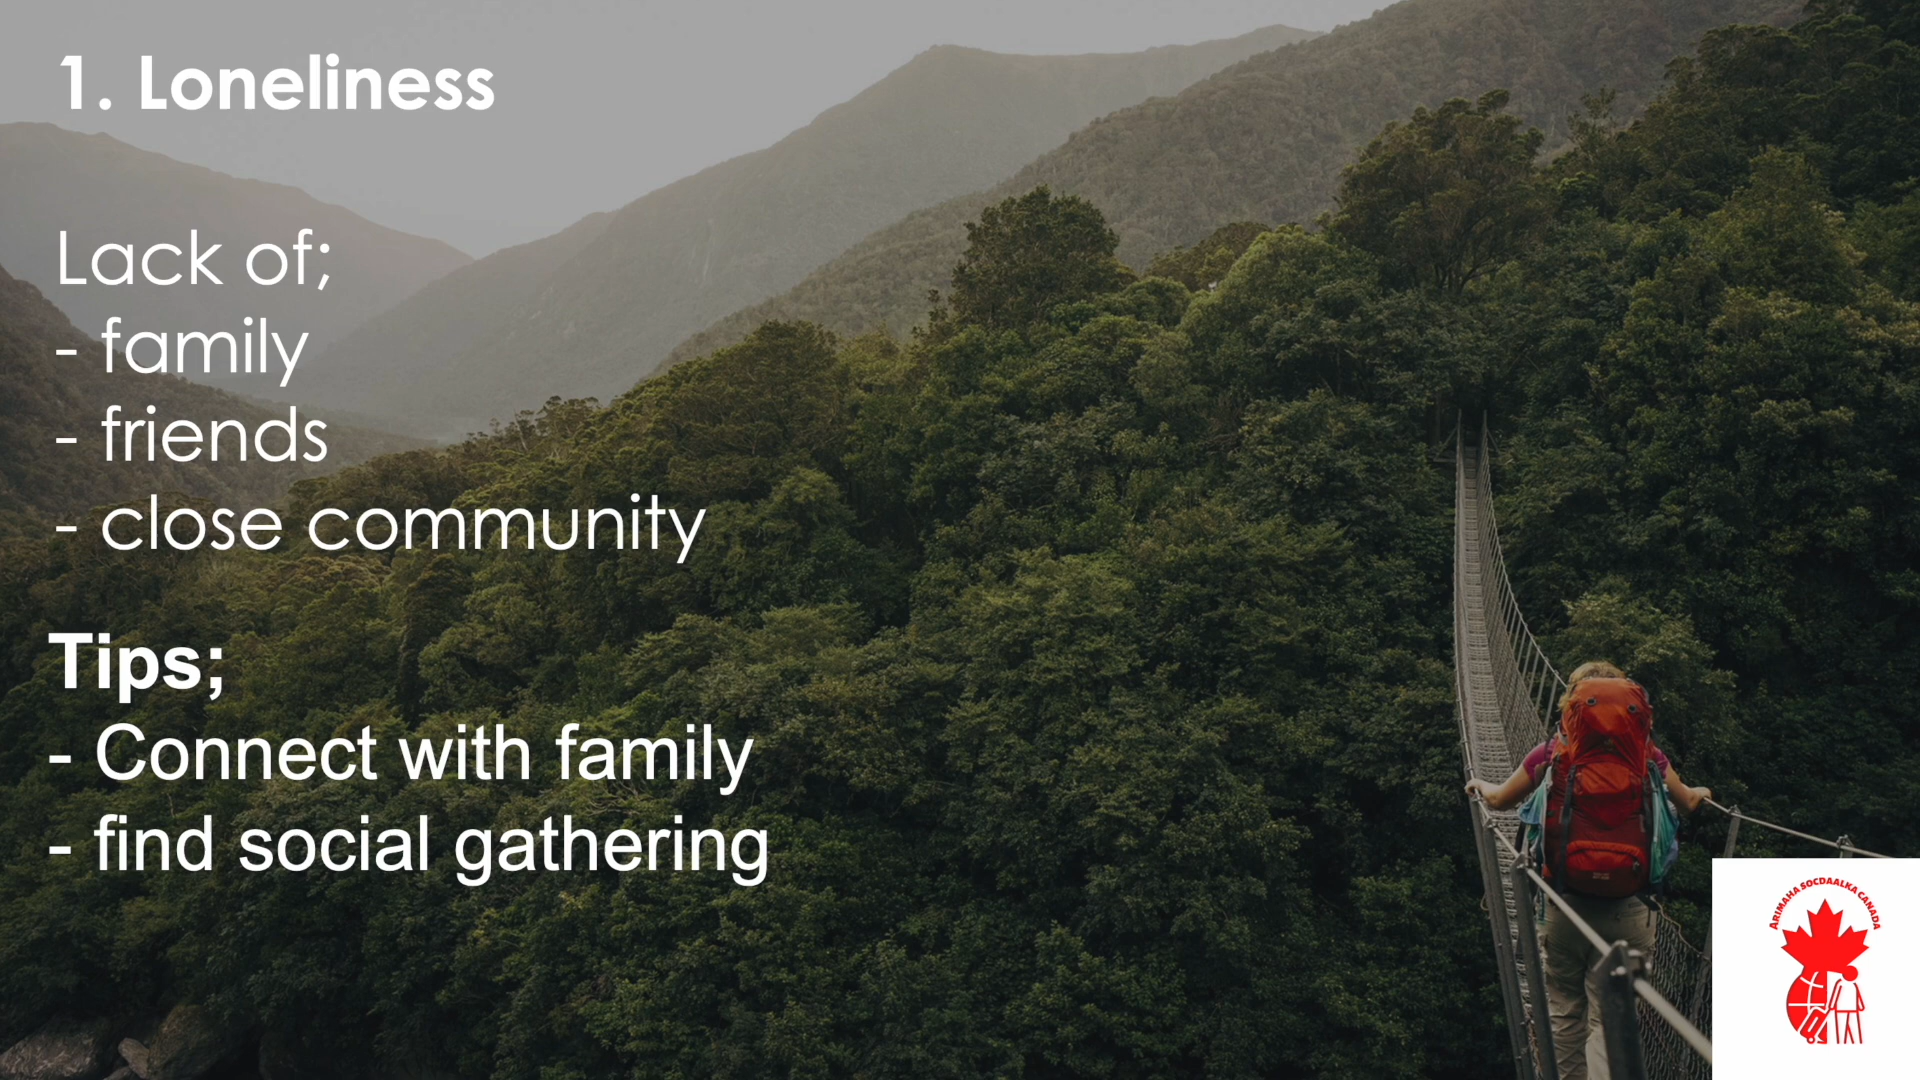 1. Loneliness
Lack of;
- family
- friends
- close community
Tips;
- Connect with family
- find social gathering
ARIMAHA SOCDAALKA CANADA